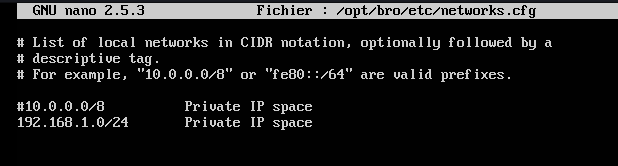 GNU nano 2.5.3 Fichier : /opt/bro/etc/networks.cfg
# List of local networks in CIDR notation, optionally followed by a
# descriptive tag.
# For example, "10.0.0.0/8" or "fe80::/64" are valid prefixes.
#10.0.0.0/8 Private IP space
192.168.1.0/24 Private IP space